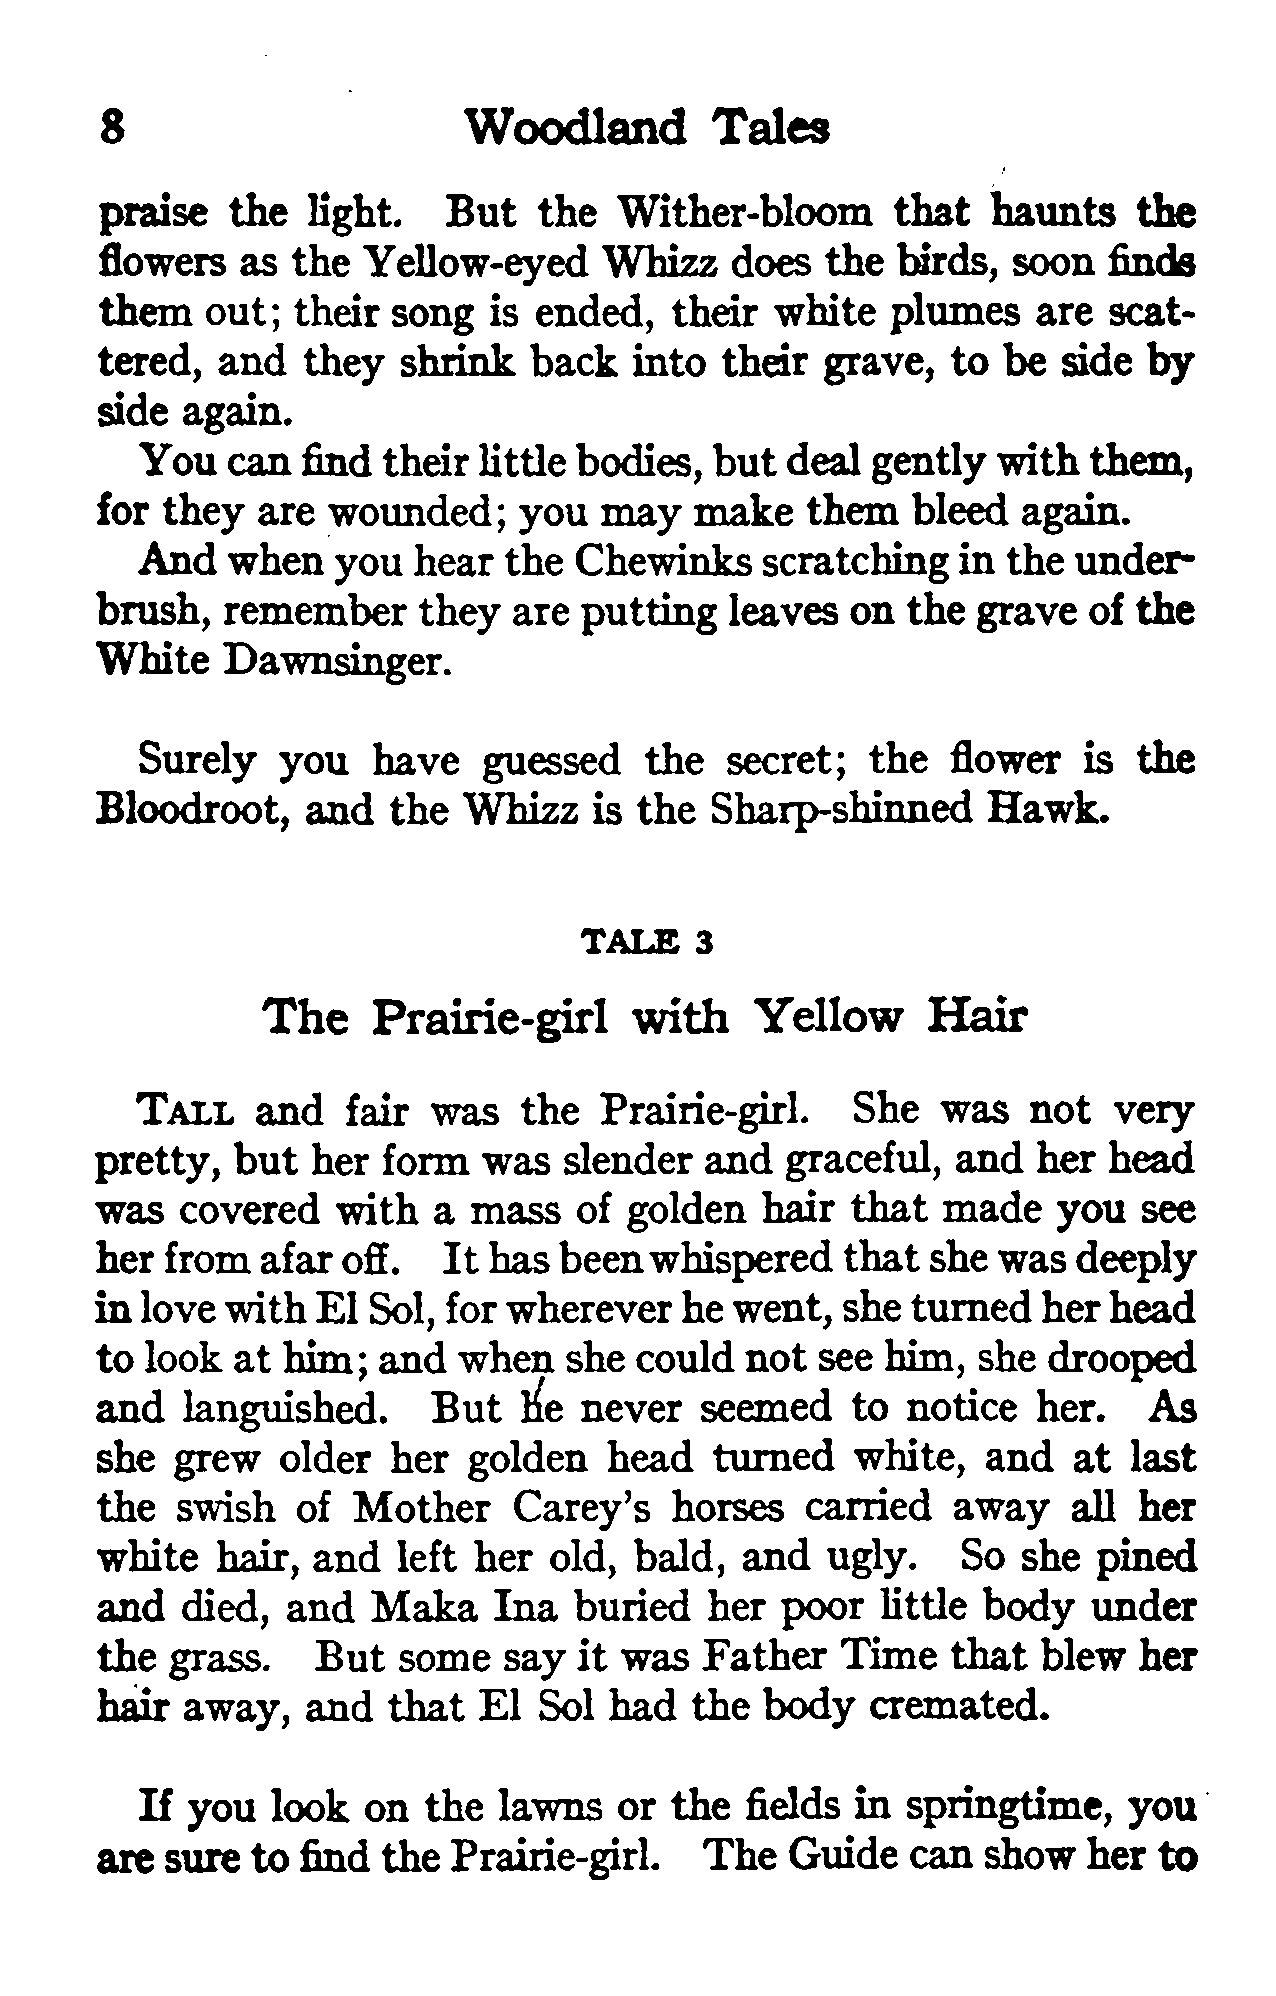 8 Woodland Tales
praise the light. But the Wither-bloom that haunts the
flowers as the Yellow-eyed Whizz does the birds, soon finds
them out; their song is ended, their white plumes are scat-
tered, and they shrink back into their grave, to be side by
side again.
You can find their little bodies, but deal gently with them,
for they are wounded; you may make them bleed again.
And when you hear the Chewinks scratching in the under-
brush, remember they are putting leaves on the grave of the
White Dawnsinger.
Surely you have guessed the secret; the flower is the
Bloodroot, and the Whizz is the Sharp-shinned Hawk.
TALE 3
The Prairie-girl with Yellow Hair
TALL and fair was the Prairie-girl. She was not very
pretty, but her form was slender and graceful, and her head
was covered with a mass of golden hair that made you see
her from afar off. It has been whispered that she was deeply
in love with El Sol, for wherever he went, she turned her head
to look at him; and when she could not see him, she drooped
and languished. But he never seemed to notice her. As
she grew older her golden head turned white, and at last
the swish of Mother Carey's horses carried away all her
white hair, and left her old, bald, and ugly. So she pined
and died, and Maka Ina buried her poor little body under
the grass. But some say it was Father Time that blew her
hair away, and that El Sol had the body cremated.
If you look on the lawns or the fields in springtime, you
are sure to find the Prairie-girl. The Guide can show her to